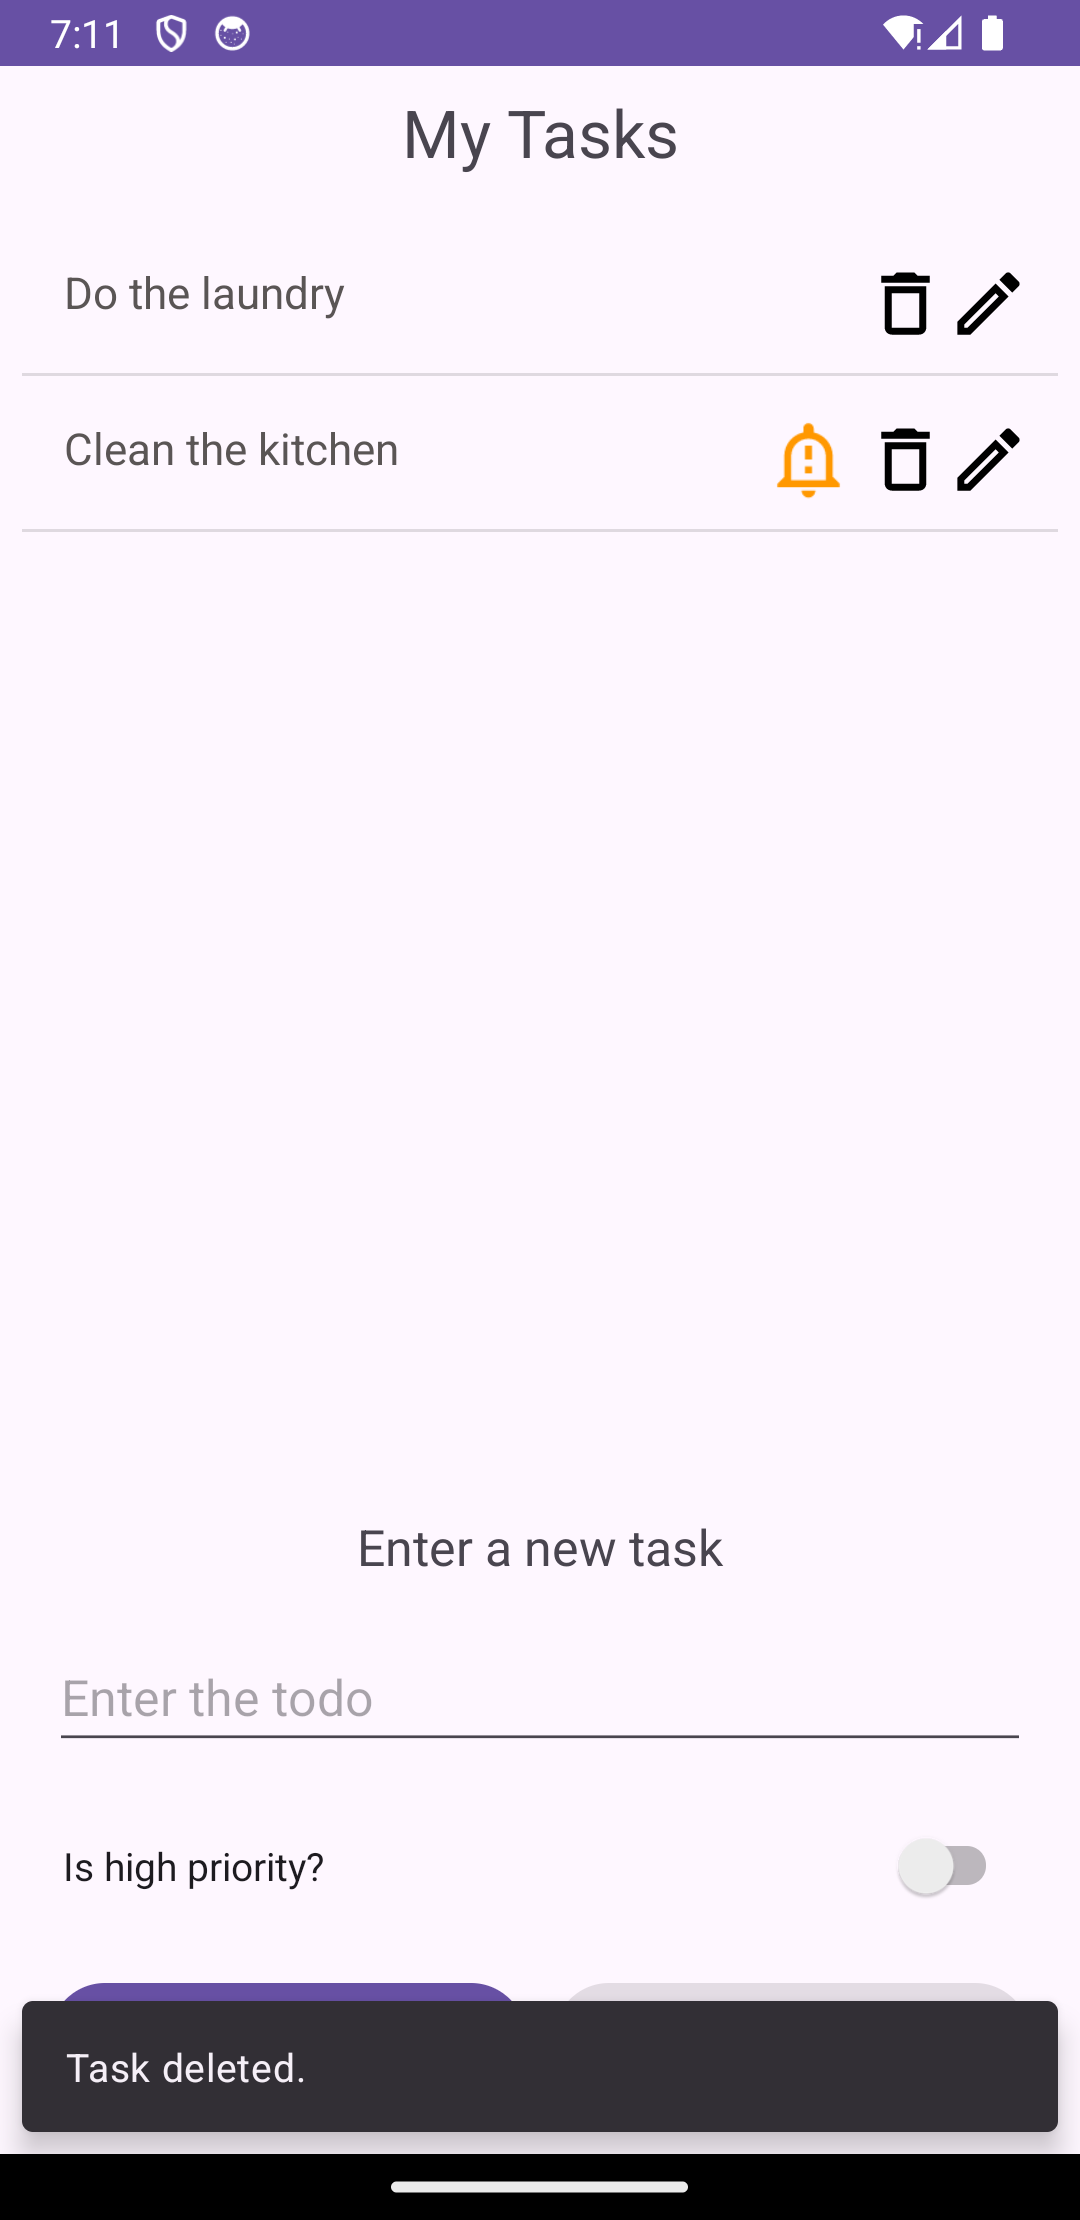 7:11
My Tasks
Do the laundry
Clean the kitchen
Enter a new task
Enter the todo
Is high priority?
Task deleted.